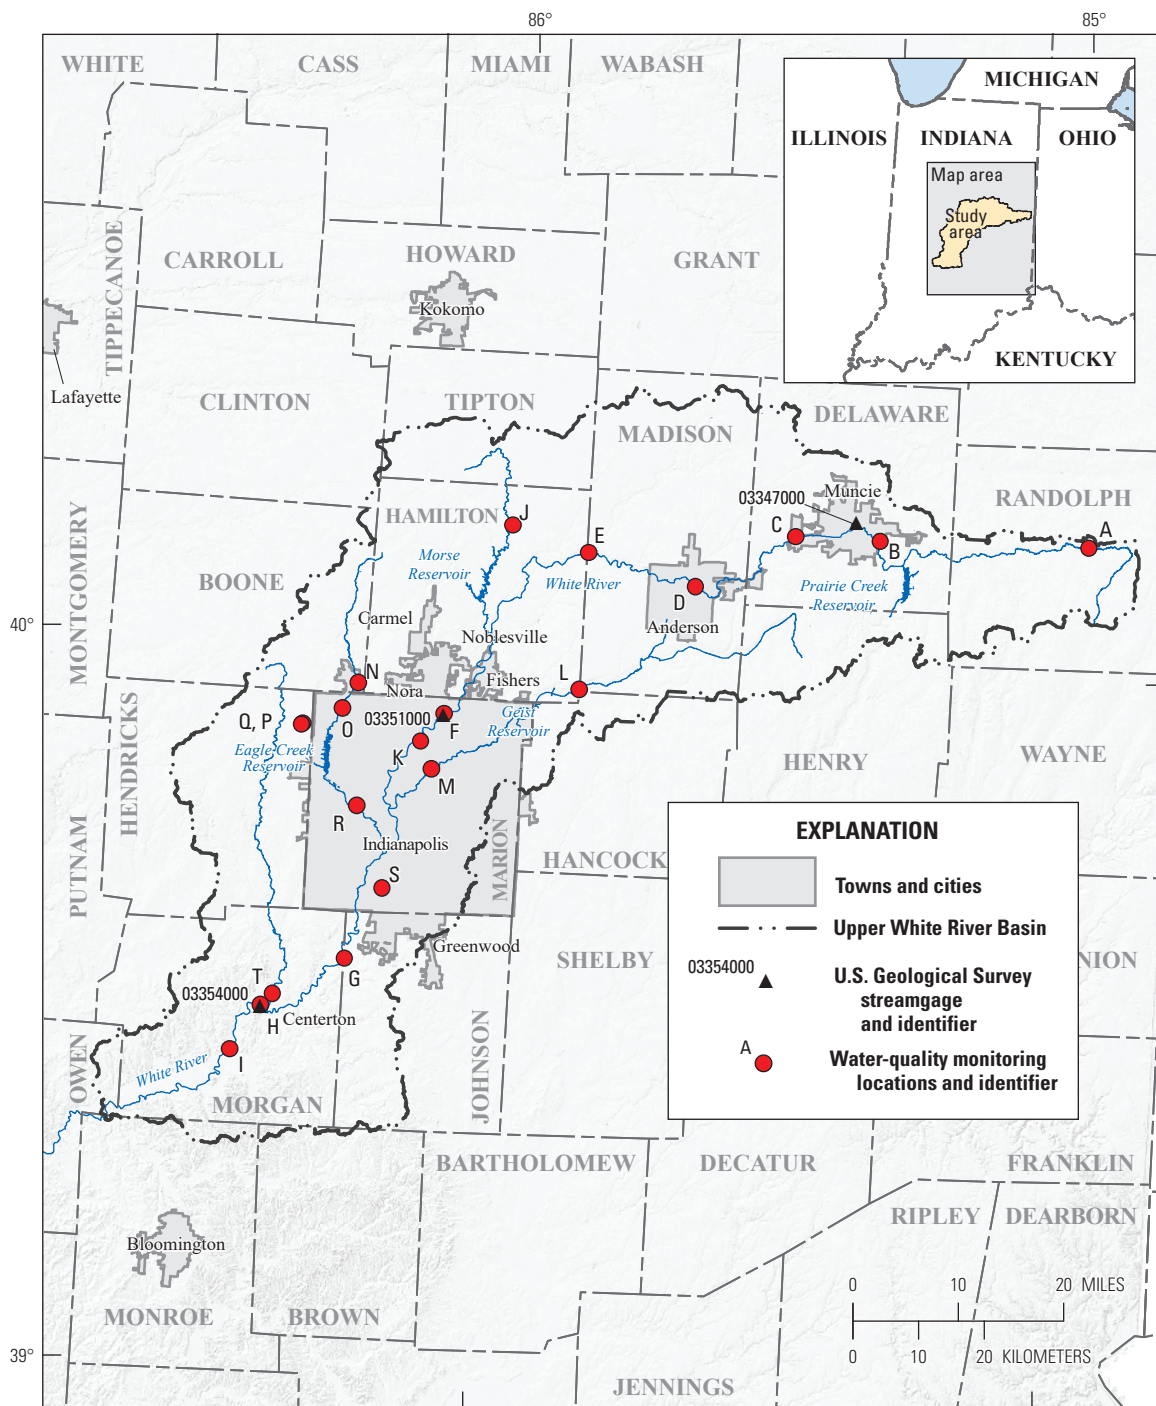 86°
85°
WHITE
CASS
MIAMI
WABASH
MICHIGAN
ILLINOIS
INDIANA
OHIO
Map area
Study
area
KENTUCKY
TIPPECANOE
CARROLL
HOWARD
GRANT
Kokomo
Lafayette
CLINTON
TIPTON
MADISON
DELAWARE
RANDOLPH
03347000
Muncie
MONTGOMERY
HAMILTON
J
E
C
B
A
BOONE
Morse
Reservoir
White River
Prairie Creek
Reservoir
D
40°
Carmel
Noblesville
Anderson
N
Nora
Fishers
L
Q, P
O
03351000
F
Geist
Reservoir
HENDRICKS
Eagle Creek
Reservoir
K
M
HENRY
WAYNE
R
Indianapolis
MARION
HANCOCK
PUTNAM
S
EXPLANATION
Towns and cities
Upper White River Basin
03354000
U.S. Geological Survey
streamgage
and identifier
A
Water-quality monitoring
locations and identifier
Greenwood
SHELBY
NION
G
T
03354000
H
Centerton
I
White River
OWEN
MORGAN
JOHNSON
BARTHOLOMEW
DECATUR
FRANKLIN
RIPLEY
DEARBORN
Bloomington
MONROE
BROWN
0
10
20 MILES
0
10
20 KILOMETERS
39°
JENNINGS